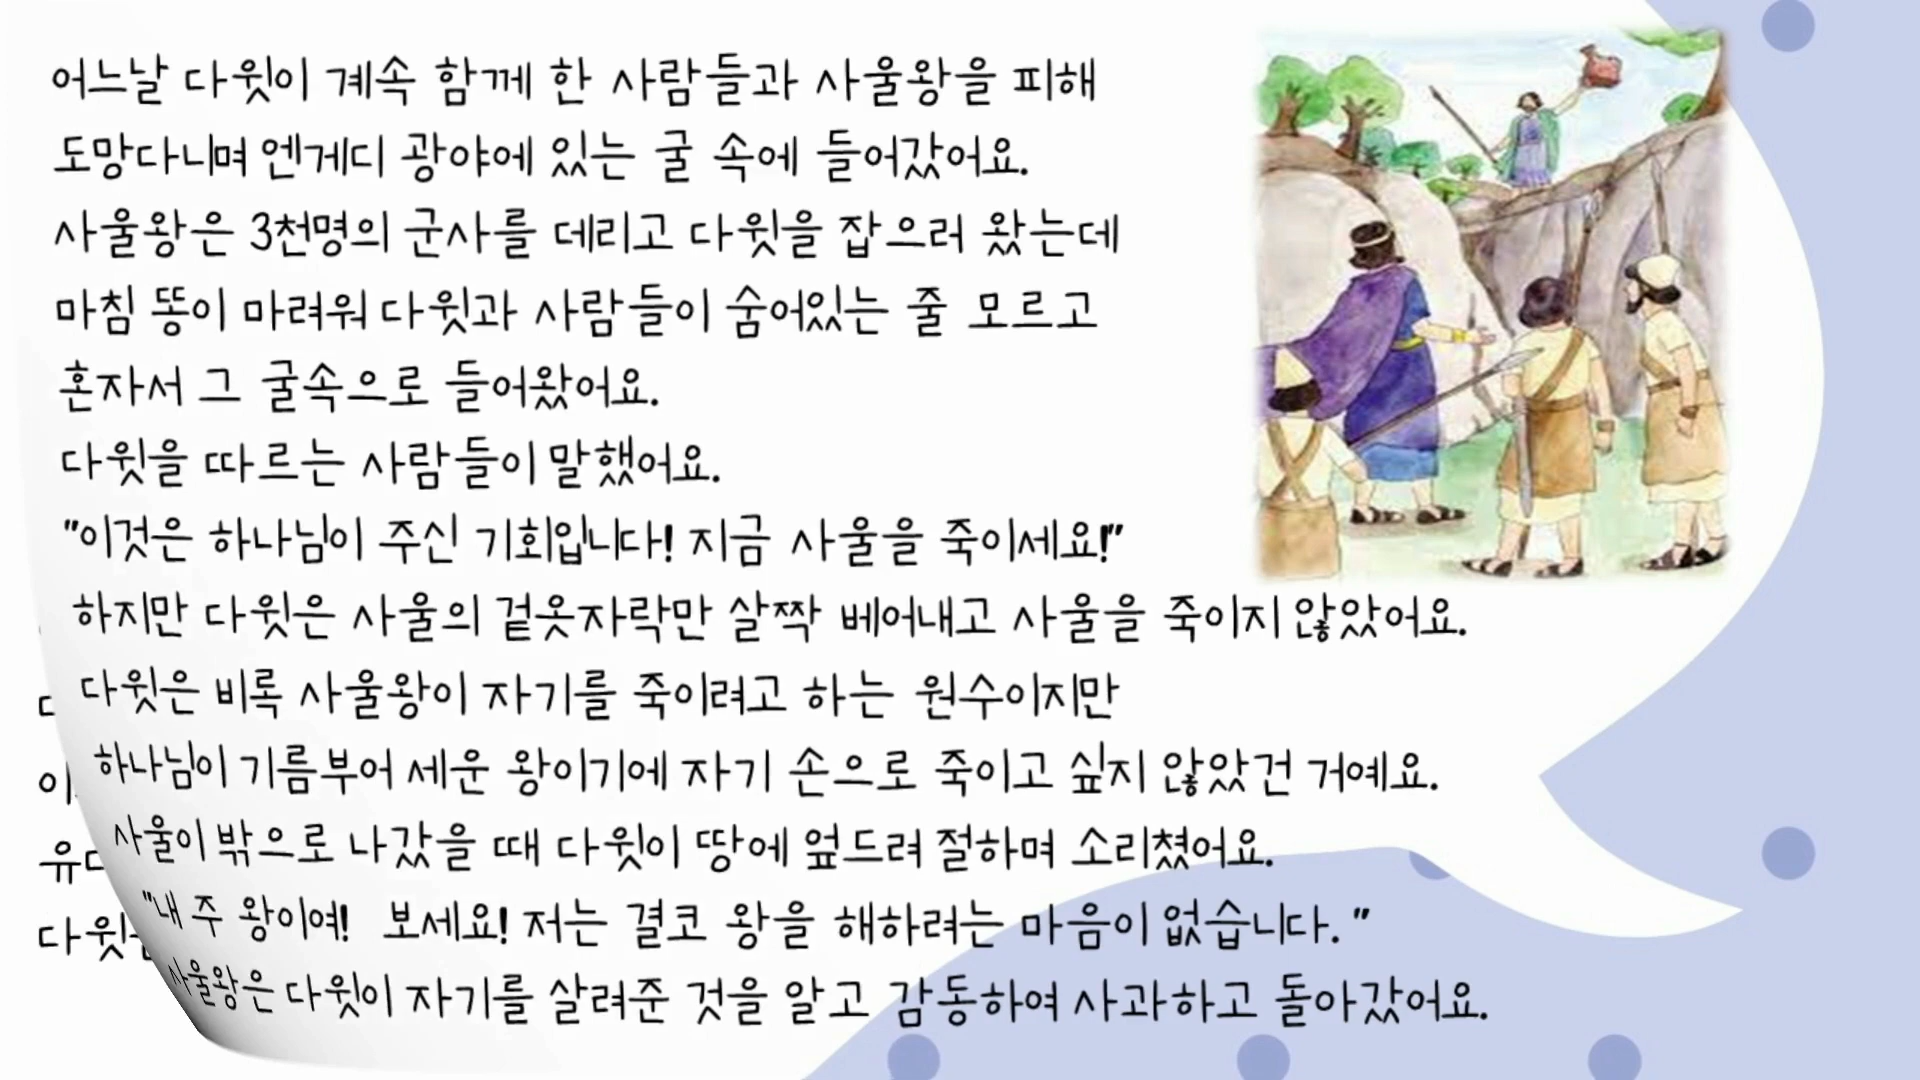 어느날 다윗이 계속 함께 한 사람들과 사울왕을 피해
도망다니며 엔게디 광야에 있는 굴 속에 들어갔어요.
사울왕은 3천명의 군사를 데리고 다윗을 잡으러 왔는데
마침 똥이 마려워 다윗과 사람들이 숨어있는 줄 모르고
혼자서 그 굴속으로 들어왔어요.
다윗을 따르는 사람들이 말했어요.
"이것은 하나님이 주신 기회입니다! 지금 사울을 죽이세요!"
하지만 다윗은 사울의 겉옷자락만 살짝 베어내고 사울을 죽이지 않았어요.
다윗은 비록 사울왕이 자기를 죽이려고 하는 원수이지만
하나님이 기름부어 세운 왕이기에 자기 손으로 죽이고 싶지 않았건 거예요.
사울이 밖으로 나갔을 때 다윗이 땅에 엎드려 절하며 소리쳤어요.
"내 주 왕이여! 보세요! 저는 결코 왕을 해하려는 마음이 없습니다. "
사울왕은 다윗이 자기를 살려준 것을 알고 감동하여 사과하고 돌아갔어요.